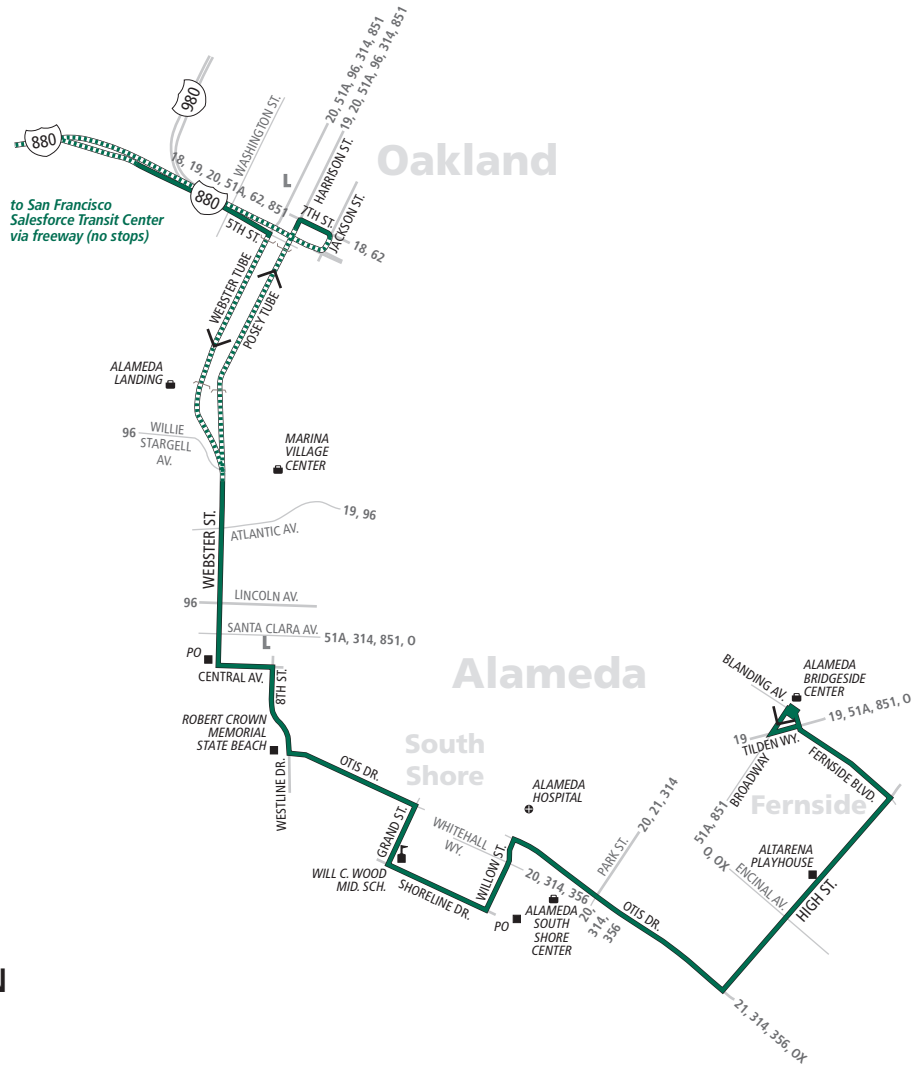 20, 51A, 96, 314, 851
19, 20, 51A, 96, 314, 851
980
880
WASHINGTON ST.
HARRISON ST.
Oakland
18, 19, 20, 51A, 62, 851
L
880
7TH ST.
JACKSON ST.
to San Francisco
Salesforce Transit Center
via freeway (no stops)
5TH ST.
18, 62
WEBSTER TUBE
POSEY TUBE
ALAMEDA
LANDING
96
WILLIE
STARGELL
AV.
MARINA
VILLAGE
CENTER
19, 96
ATLANTIC AV.
WEBSTER ST.
96
LINCOLN AV.
SANTA CLARA AV.
51A, 314, 851, O
L
PO
CENTRAL AV.
8TH ST.
Alameda
BLANDING AV.
ALAMEDA
BRIDGESIDE
CENTER
19, 51A, 851, O
19
TILDEN WY.
ROBERT CROWN
MEMORIAL
STATE BEACH
WESTLINE DR.
OTIS DR.
South
Shore
BROADWAY
FERNSIDE BLVD.
Fernside
51A, 851
O, OX
ALAMEDA
HOSPITAL
GRAND ST.
WHITEHALL
WY.
WILLOW ST.
PARK ST.
20, 21, 314
ALTARENA
PLAYHOUSE
ENCINAL AV.
HIGH ST.
WILL C. WOOD
MID. SCH.
SHORELINE DR.
20, 314, 356
20,
314,
356
OTIS DR.
PO
ALAMEDA
SOUTH
SHORE
CENTER
21, 314, 356, OX
N